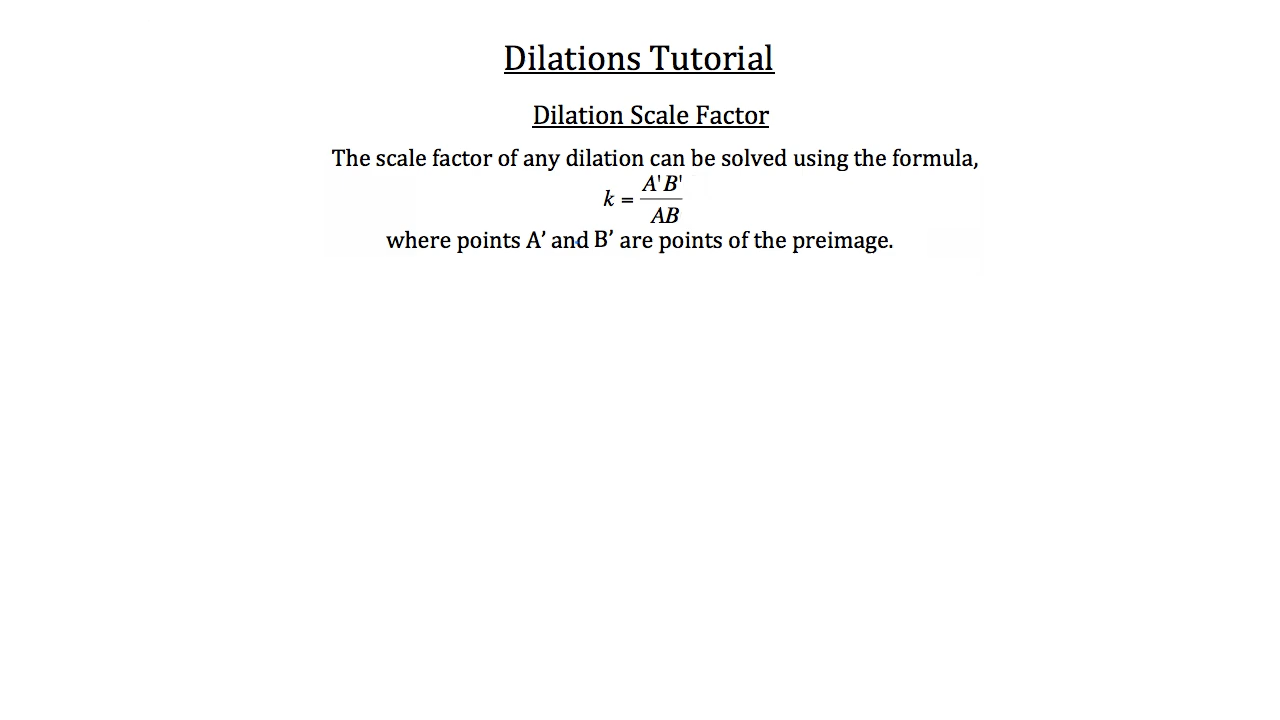 Dilations Tutorial
Dilation Scale Factor
The scale factor of any dilation can be solved using the formula,
k = A'B' / AB
where points A’ and B’ are points of the preimage.